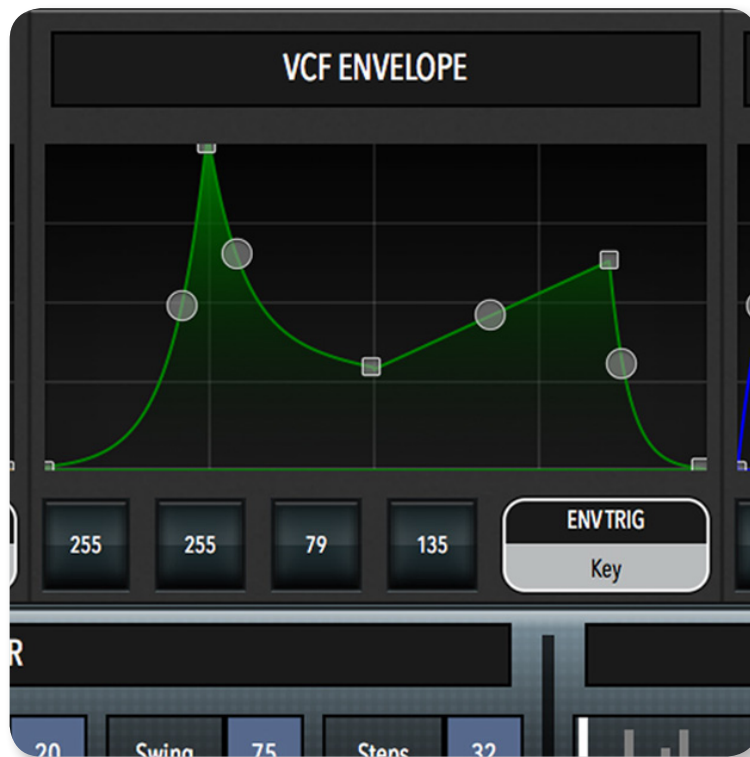 VCF ENVELOPE
255 255 79 135
ENV TRIG
Key
R
20 Swing 75 Steps 32